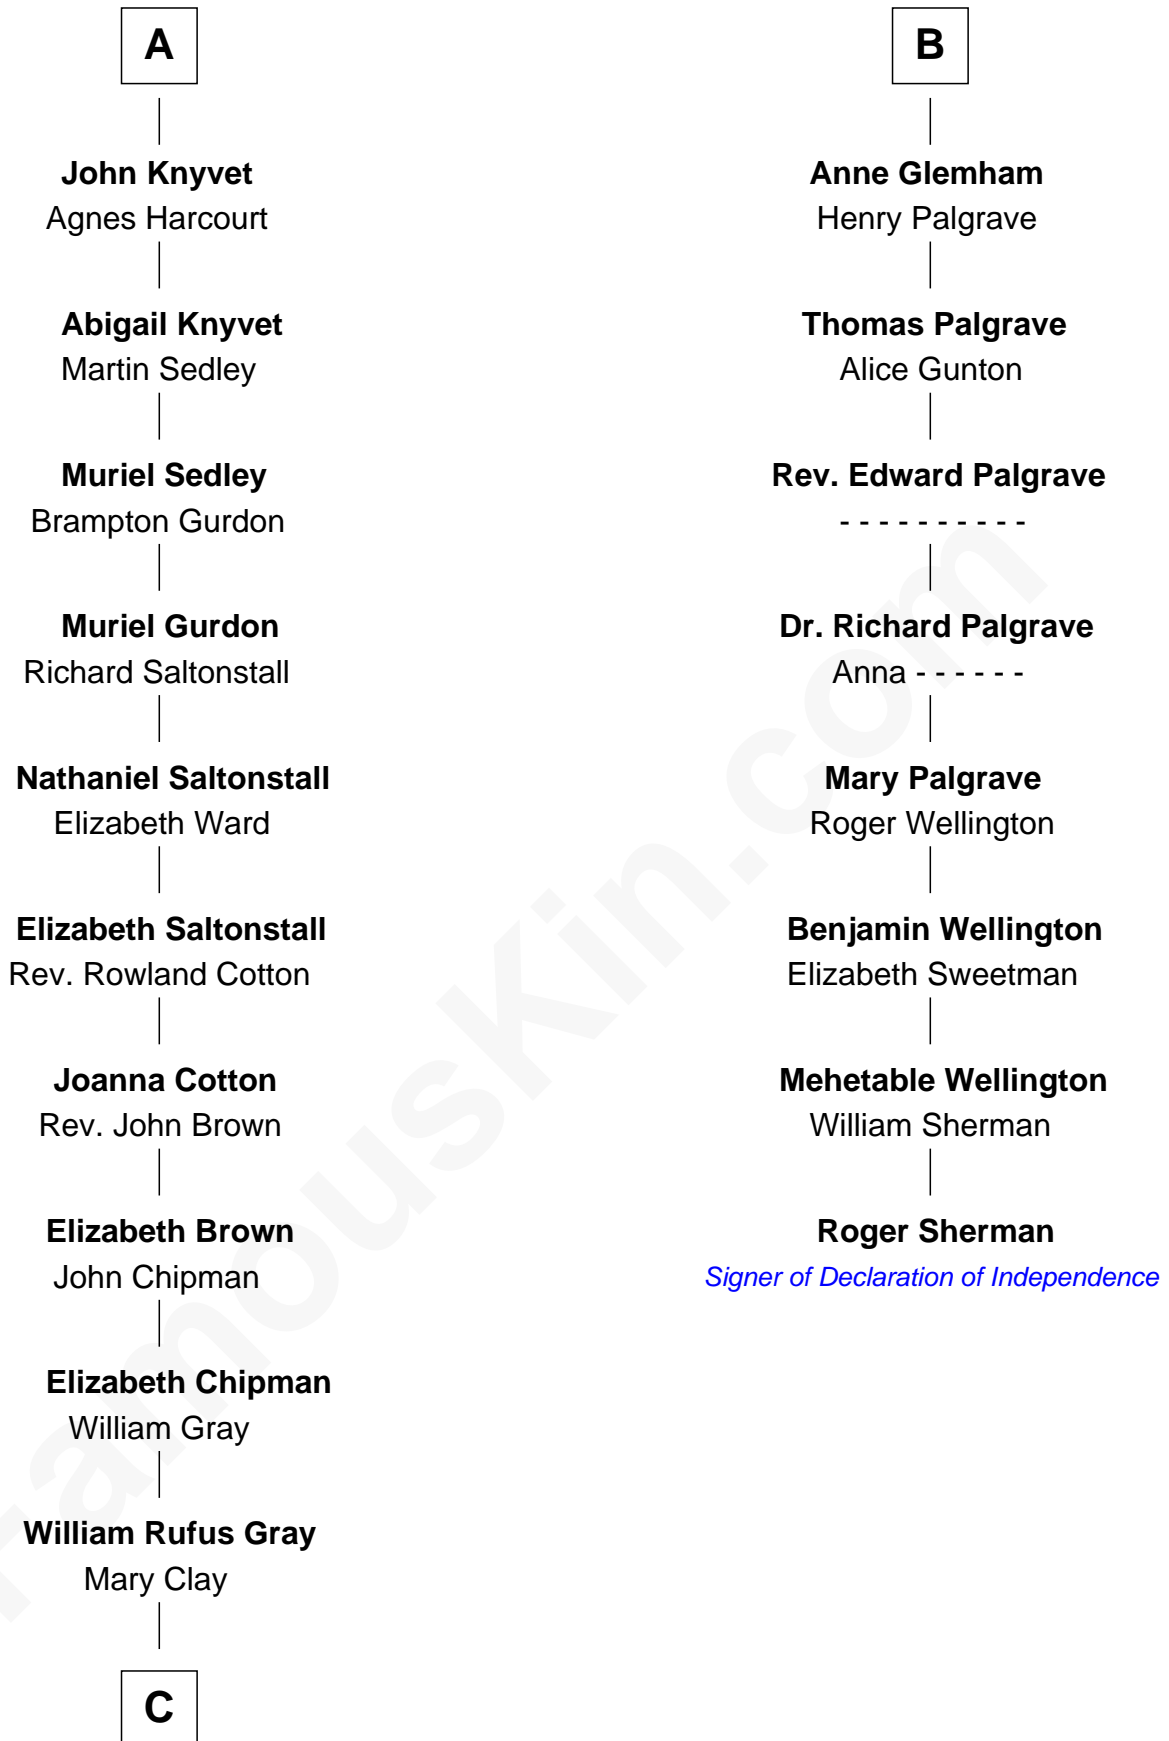 A
John Knyvet
Agnes Harcourt
Abigail Knyvet
Martin Sedley
Muriel Sedley
Brampton Gurdon
Muriel Gurdon
Richard Saltonstall
Nathaniel Saltonstall
Elizabeth Ward
Elizabeth Saltonstall
Rev. Rowland Cotton
Joanna Cotton
Rev. John Brown
Elizabeth Brown
John Chipman
Elizabeth Chipman
William Gray
William Rufus Gray
Mary Clay
C
B
Anne Glemham
Henry Palgrave
Thomas Palgrave
Alice Gunton
Rev. Edward Palgrave
- - - - - - - - - -
Dr. Richard Palgrave
Anna - - - - - -
Mary Palgrave
Roger Wellington
Benjamin Wellington
Elizabeth Sweetman
Mehetable Wellington
William Sherman
Roger Sherman
Signer of Declaration of Independence
FamousKin.com